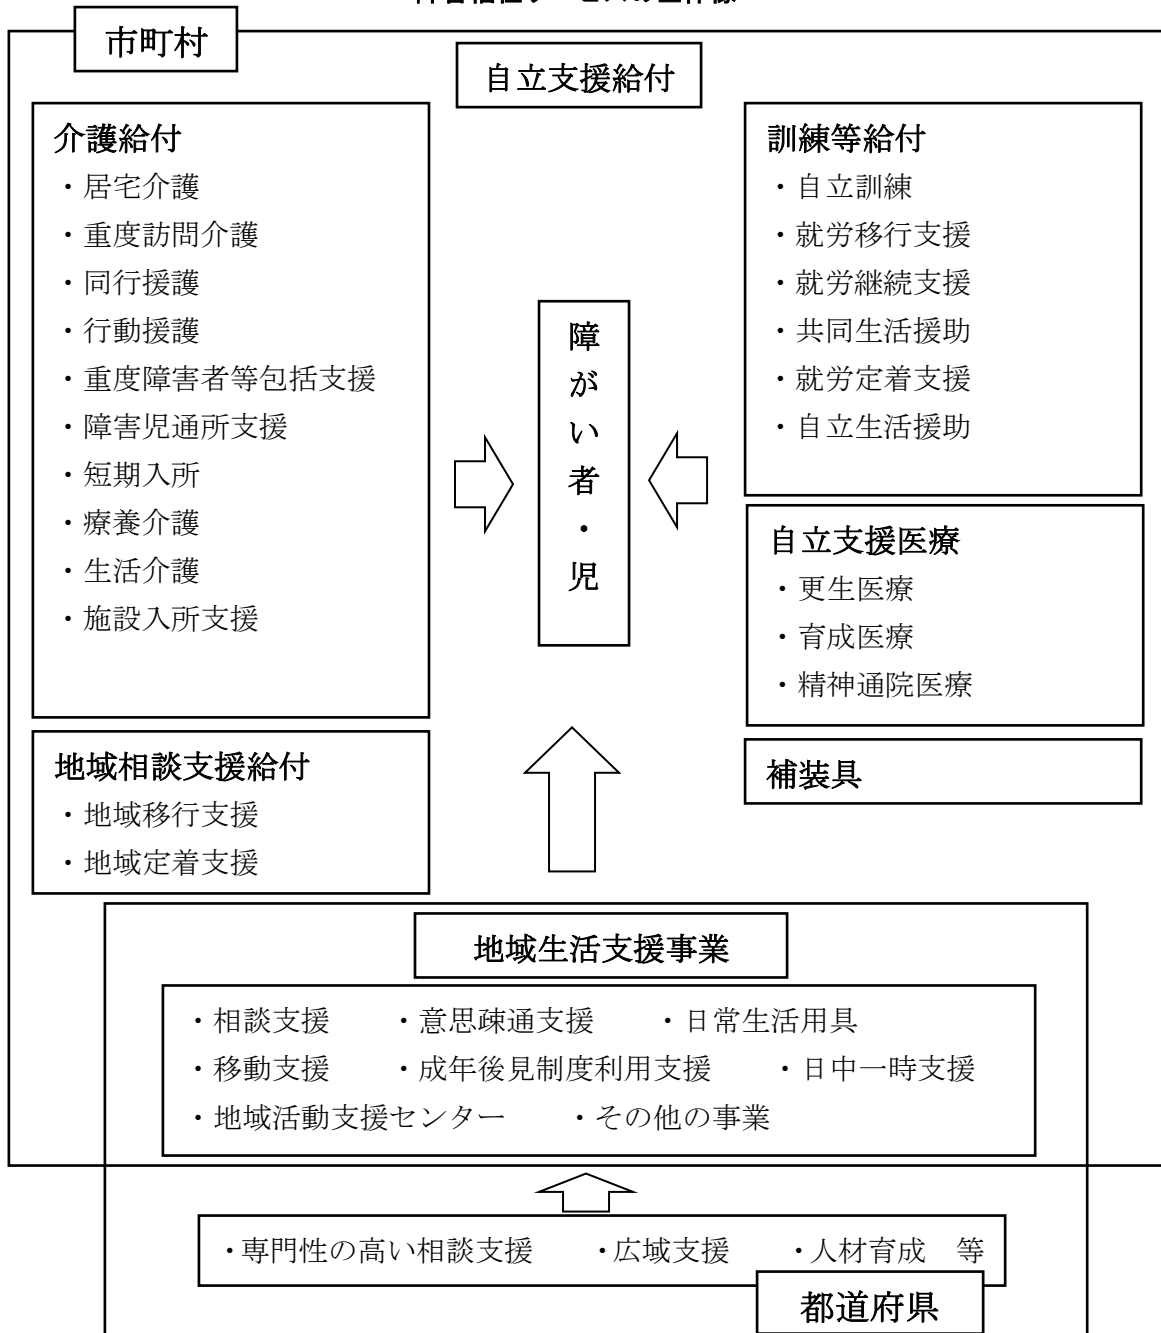 市町村
自立支援給付
介護給付
・居宅介護
・重度訪問介護
・同行援護
・行動援護
・重度障害者等包括支援
・障害児通所支援
・短期入所
・療養介護
・生活介護
・施設入所支援
地域相談支援給付
・地域移行支援
・地域定着支援
障がい者・児
訓練等給付
・自立訓練
・就労移行支援
・就労継続支援
・共同生活援助
・就労定着支援
・自立生活援助
自立支援医療
・更生医療
・育成医療
・精神通院医療
補装具
地域生活支援事業
・相談支援 ・意思疎通支援 ・日常生活用具
・移動支援 ・成年後見制度利用支援 ・日中一時支援
・地域活動支援センター ・その他の事業
・専門性の高い相談支援 ・広域支援 ・人材育成 等
都道府県